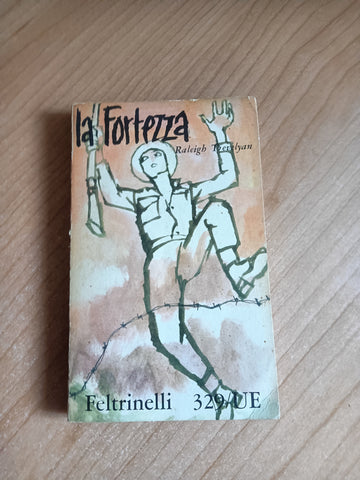 la Fortezza
Raleigh Trevelyan
Feltrinelli 329/UE